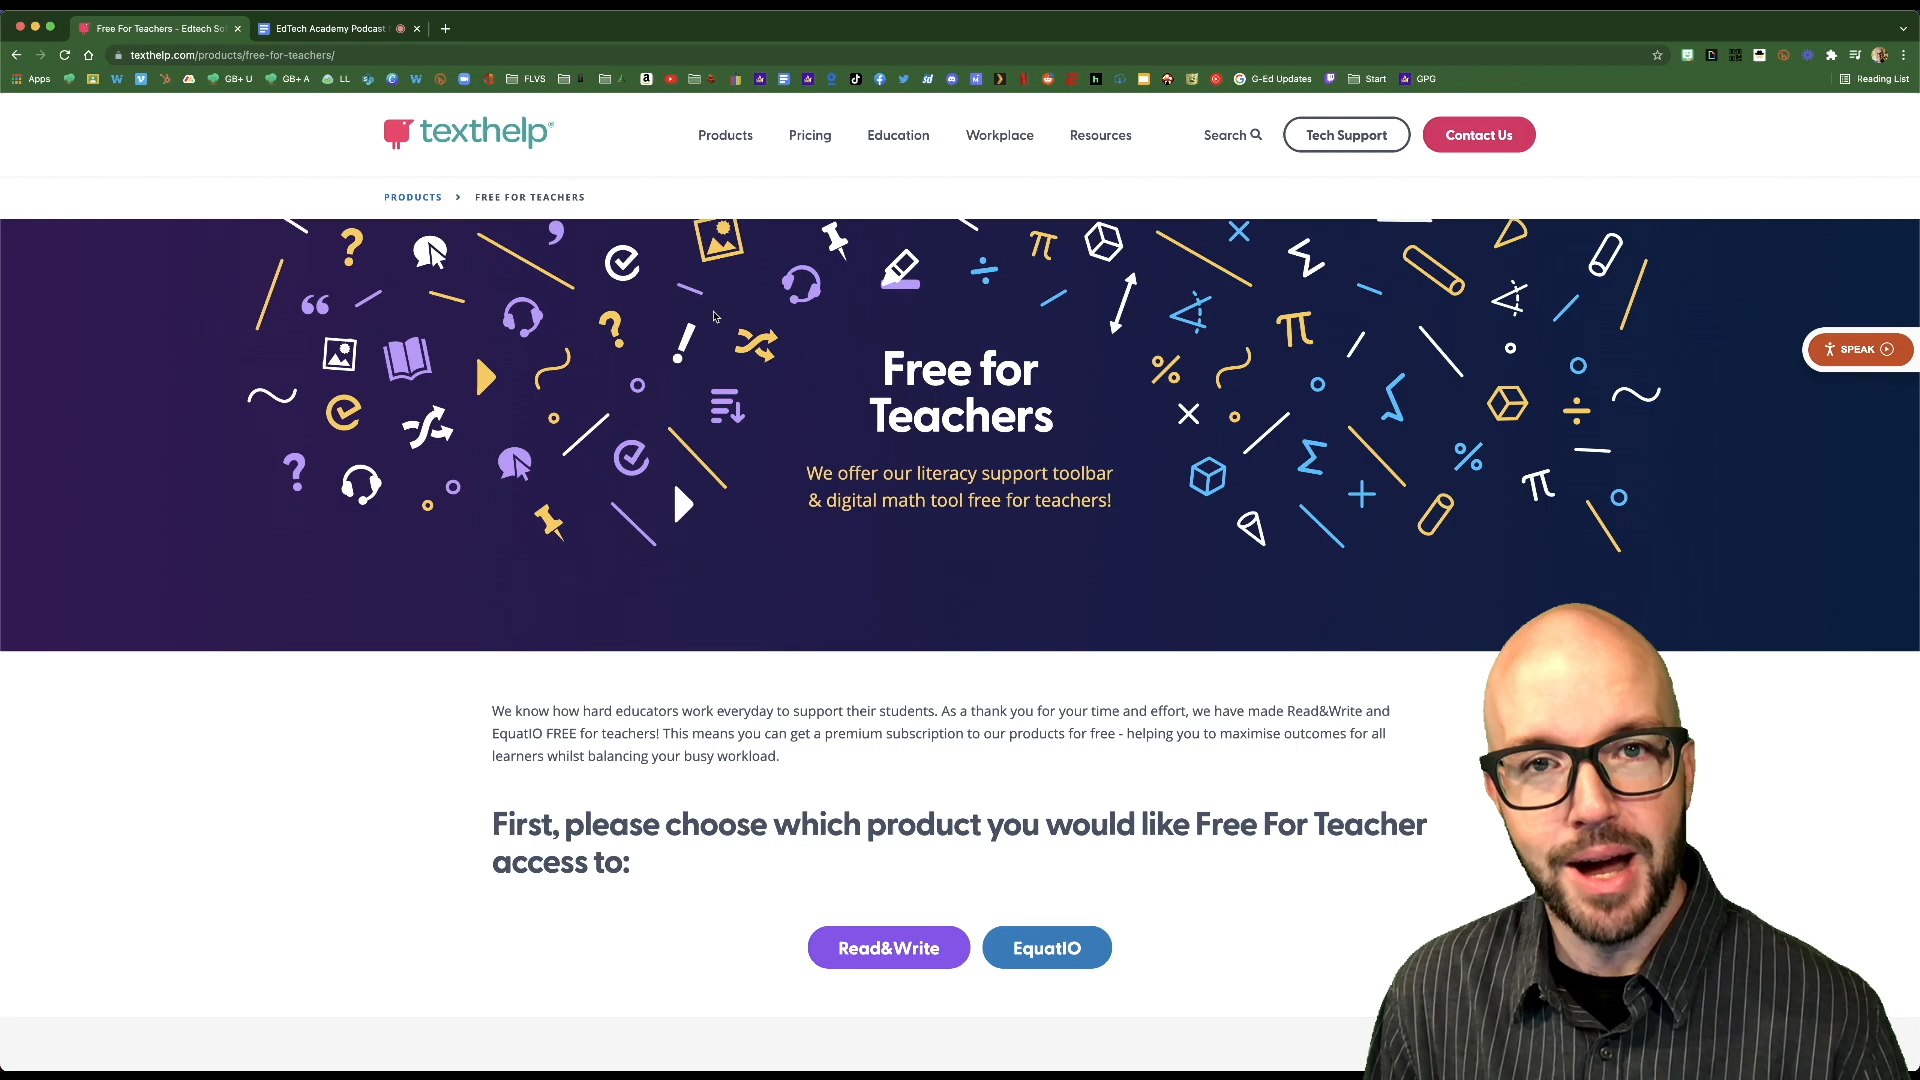 Free For Teachers - Edtech So
EdTech Academy Podcast
texthelp.com/products/free-for-teachers/
Apps
GB+ U
GB+ A
LL
FLVS
G-Ed Updates
Start
GPG
Reading List
texthelp®
Products
Pricing
Education
Workplace
Resources
Search
Tech Support
Contact Us
PRODUCTS > FREE FOR TEACHERS
Free for
Teachers
We offer our literacy support toolbar
& digital math tool free for teachers!
SPEAK
We know how hard educators work everyday to support their students. As a thank you for your time and effort, we have made Read&Write and
EquatIO FREE for teachers! This means you can get a premium subscription to our products for free - helping you to maximise outcomes for all
learners whilst balancing your busy workload.
First, please choose which product you would like Free For Teacher
access to:
Read&Write
EquatIO